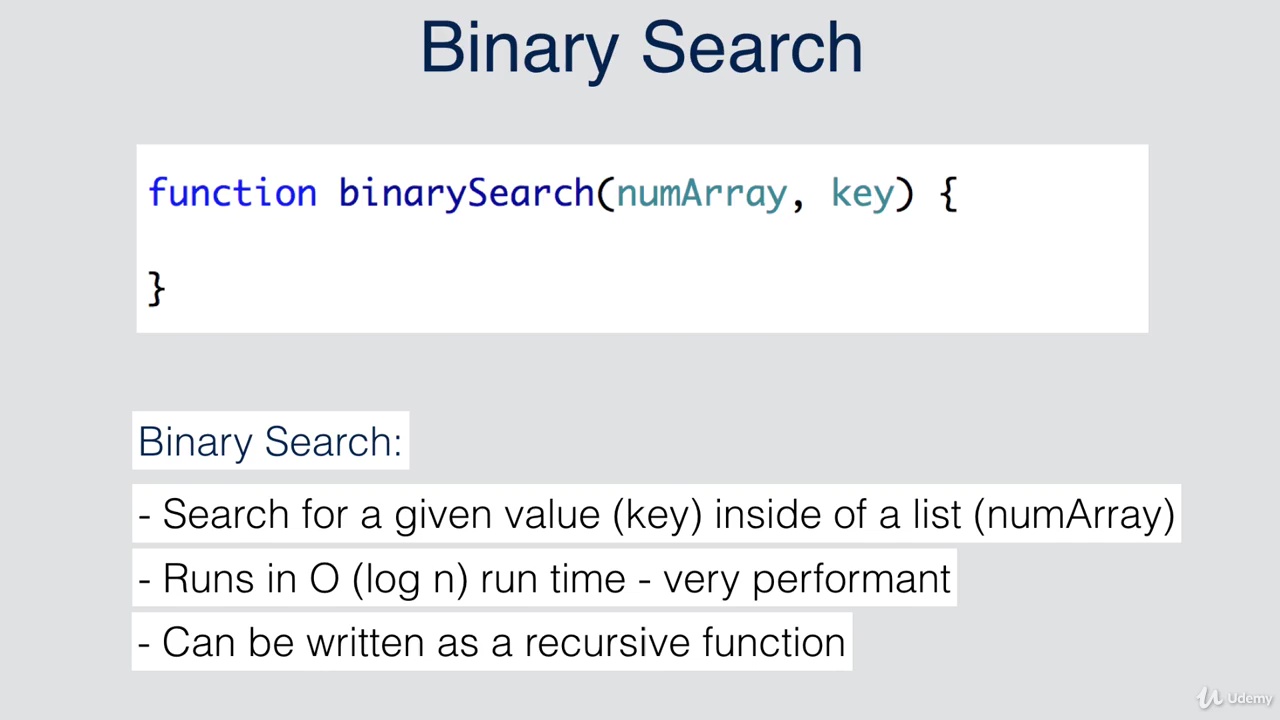 Binary Search
function binarySearch(numArray, key) {
}
Binary Search:
- Search for a given value (key) inside of a list (numArray)
- Runs in O (log n) run time - very performant
- Can be written as a recursive function
Udemy